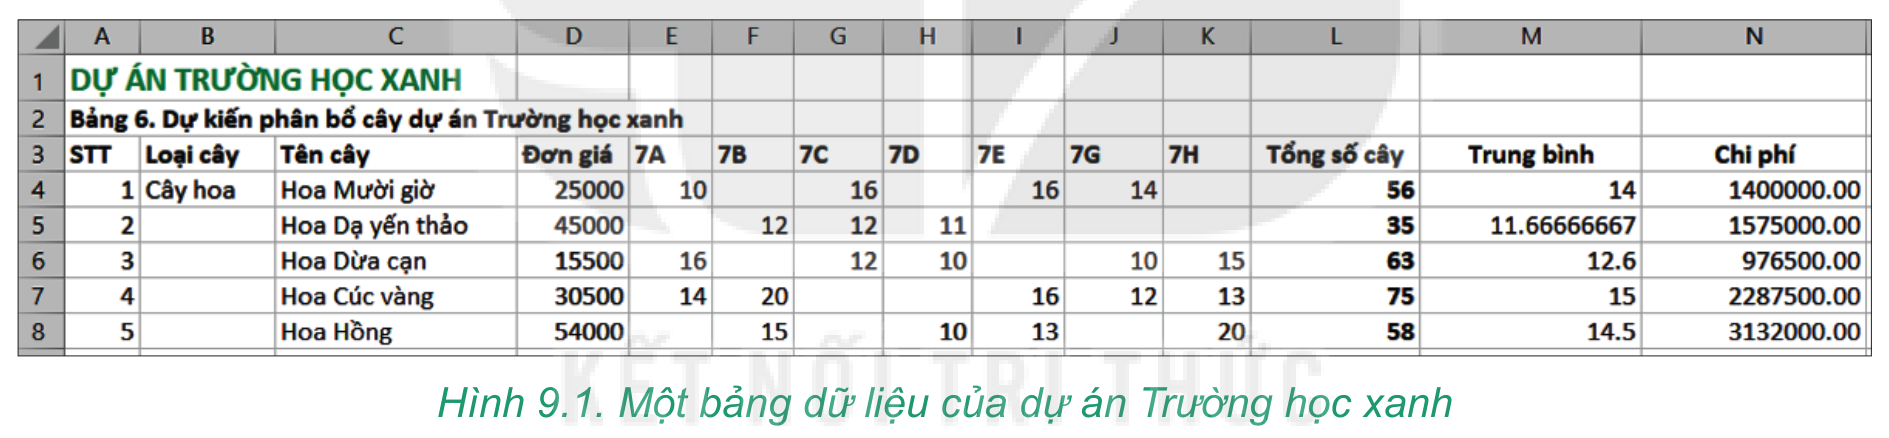 A B C D E F G H I J K L M N
1 DỰ ÁN TRƯỜNG HỌC XANH
2 Bảng 6. Dự kiến phân bổ cây dự án Trường học xanh
3 STT Loại cây Tên cây Đơn giá 7A 7B 7C 7D 7E 7G 7H Tổng số cây Trung bình Chi phí
4 1 Cây hoa Hoa Mười giờ 25000 10 16 16 14 56 14 1400000.00
5 2 Hoa Dạ yến thảo 45000 12 12 11 35 11.66666667 1575000.00
6 3 Hoa Dừa cạn 15500 16 12 10 10 15 63 12.6 976500.00
7 4 Hoa Cúc vàng 30500 14 20 16 12 13 75 15 2287500.00
8 5 Hoa Hồng 54000 15 10 13 20 58 14.5 3132000.00
KẾT NỐI TRI THỨC
Hình 9.1. Một bảng dữ liệu của dự án Trường học xanh